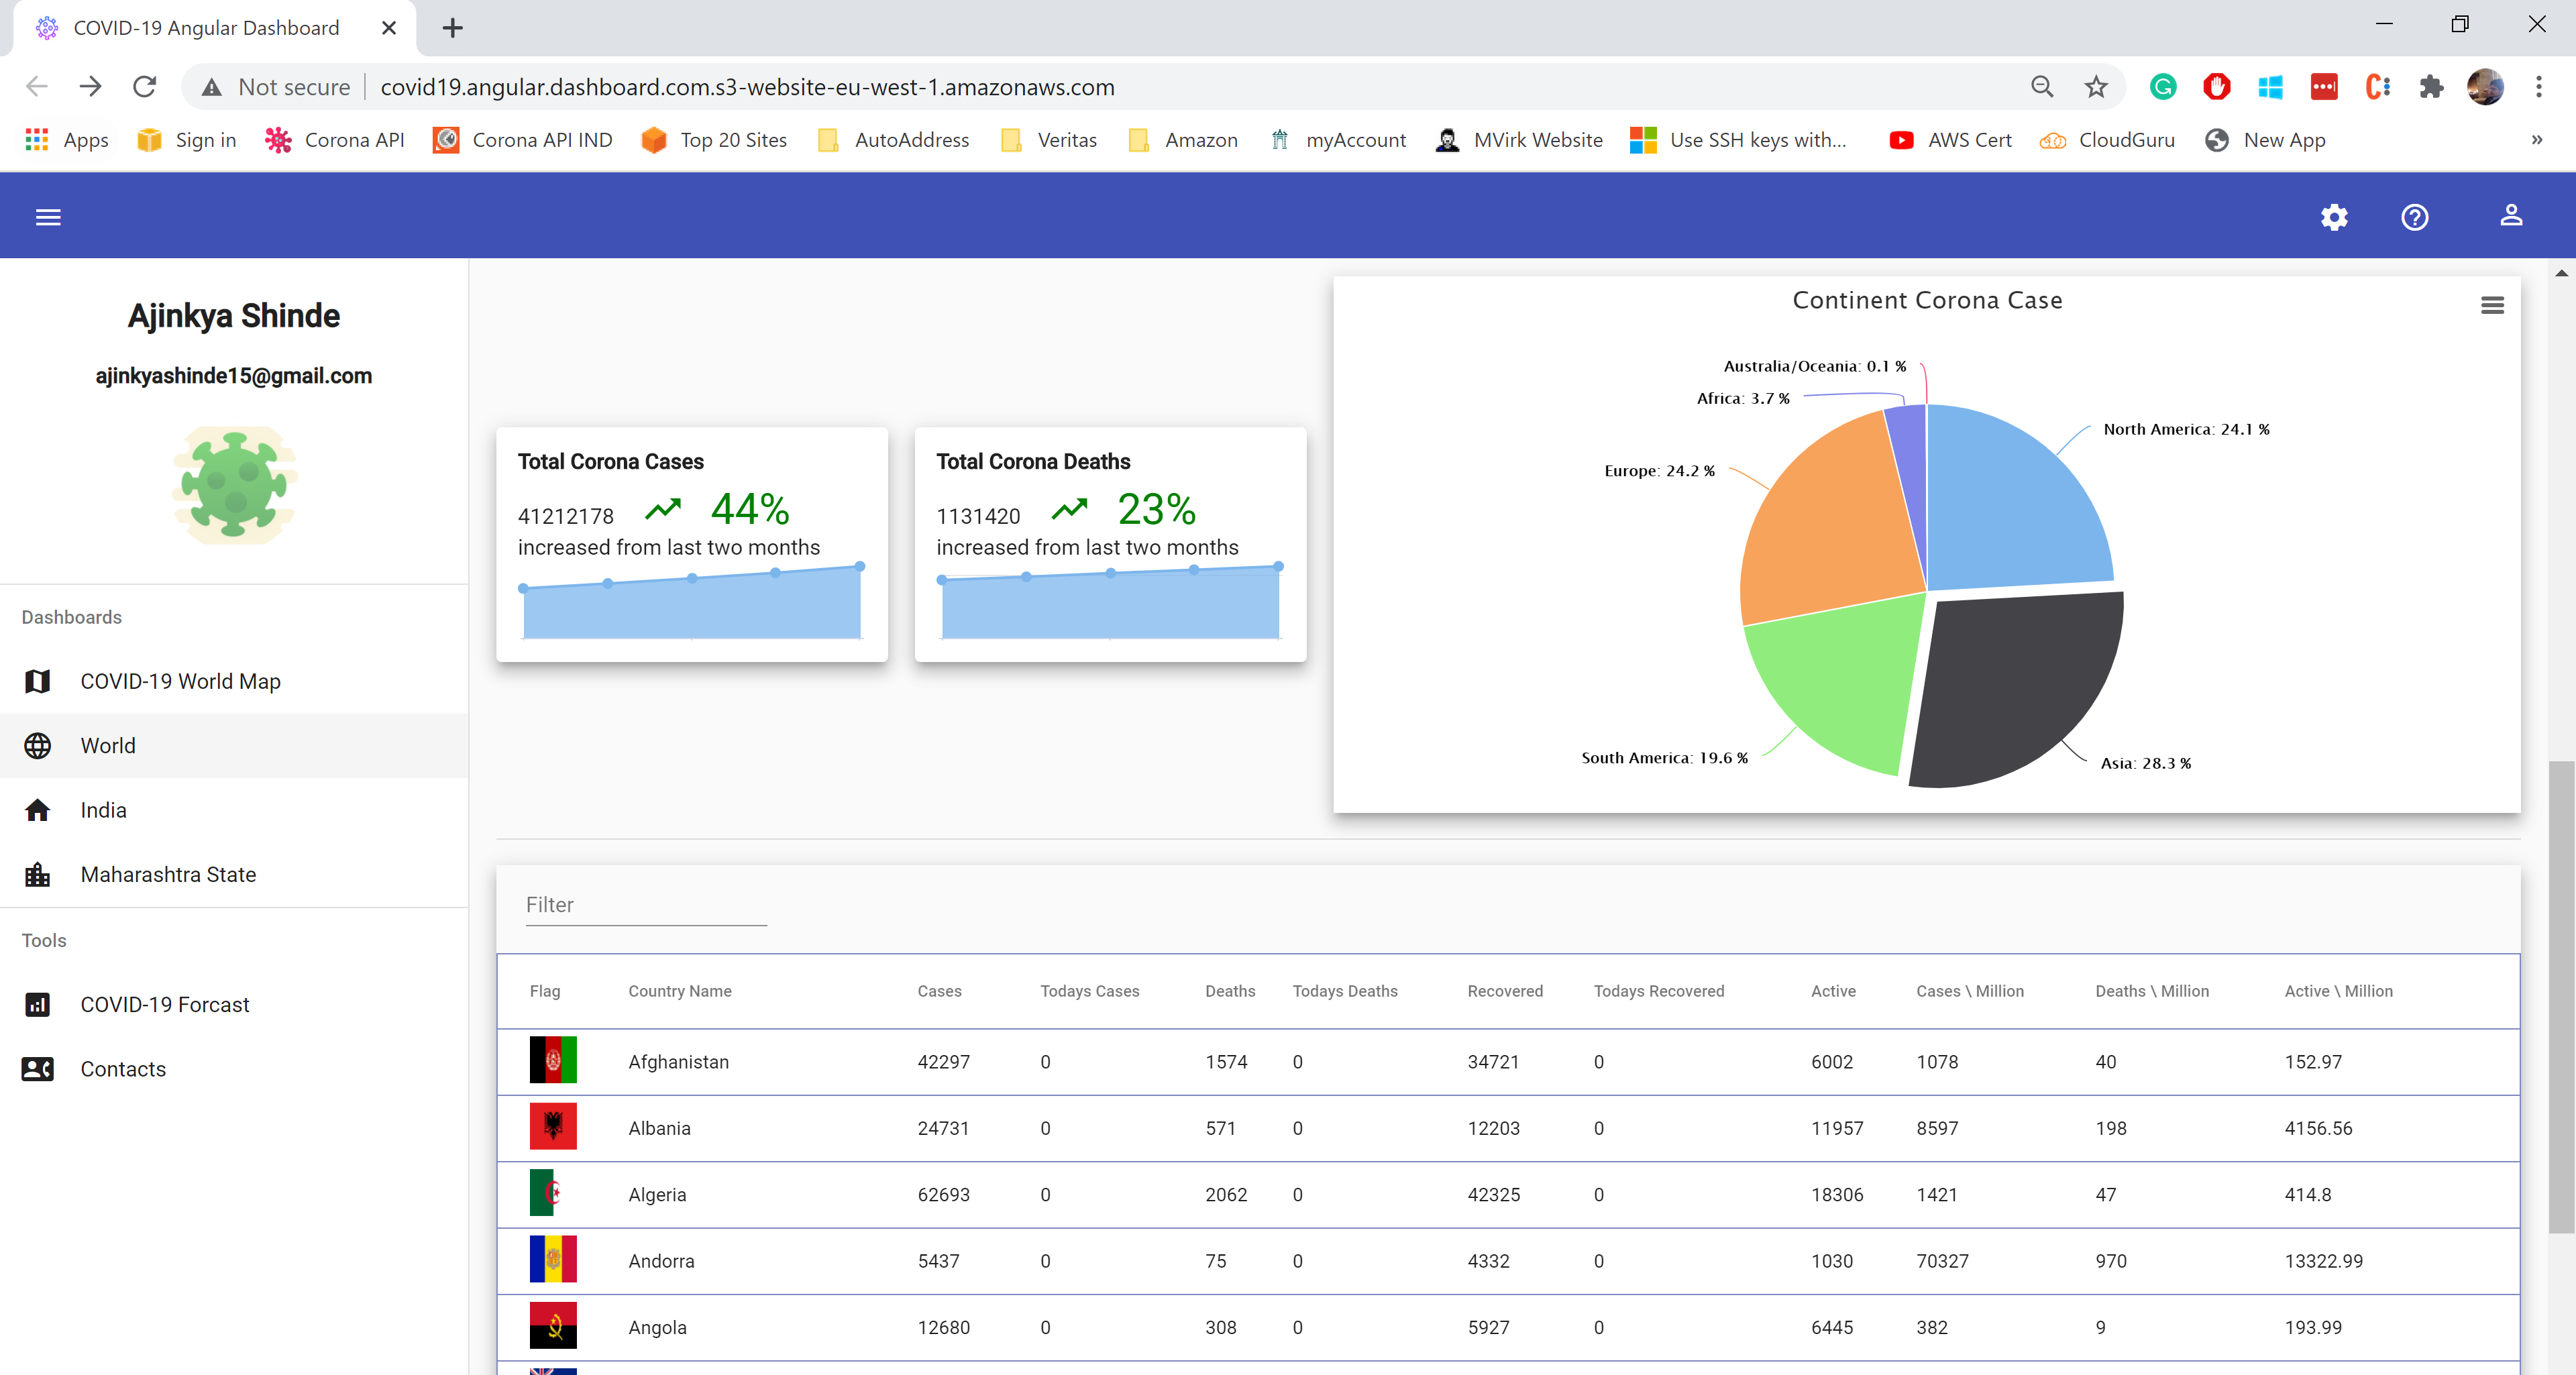 COVID-19 Angular Dashboard
Not secure covid19.angular.dashboard.com.s3-website-eu-west-1.amazonaws.com
Apps Sign in Corona API Corona API IND Top 20 Sites AutoAddress Veritas Amazon myAccount MVirk Website Use SSH keys with... AWS Cert CloudGuru New App »
Ajinkya Shinde
ajinkyashinde15@gmail.com
Dashboards
COVID-19 World Map
World
India
Maharashtra State
Tools
COVID-19 Forcast
Contacts
Total Corona Cases
41212178 44%
increased from last two months
Total Corona Deaths
1131420 23%
increased from last two months
Continent Corona Case
Australia/Oceania: 0.1 %
Africa: 3.7 %
North America: 24.1 %
Europe: 24.2 %
South America: 19.6 %
Asia: 28.3 %
Filter
Flag Country Name Cases Todays Cases Deaths Todays Deaths Recovered Todays Recovered Active Cases \ Million Deaths \ Million Active \ Million
Afghanistan 42297 0 1574 0 34721 0 6002 1078 40 152.97
Albania 24731 0 571 0 12203 0 11957 8597 198 4156.56
Algeria 62693 0 2062 0 42325 0 18306 1421 47 414.8
Andorra 5437 0 75 0 4332 0 1030 70327 970 13322.99
Angola 12680 0 308 0 5927 0 6445 382 9 193.99